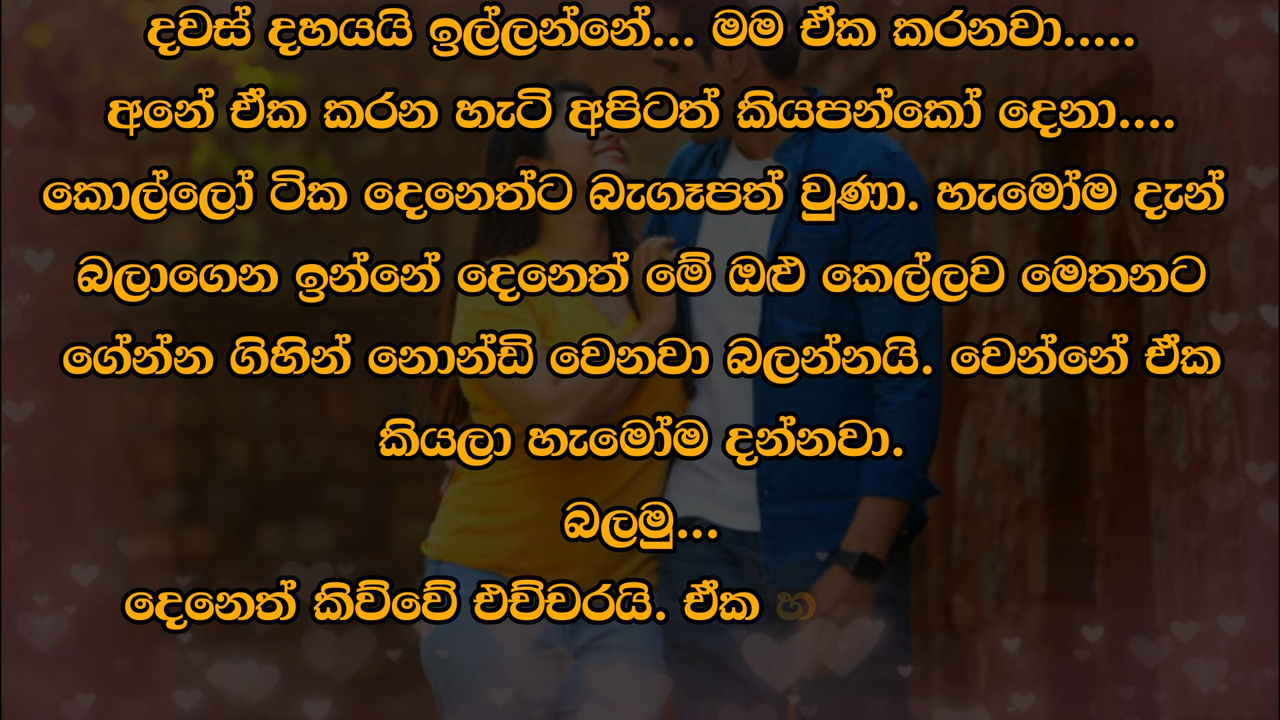 දවස් දහයයි ඉල්ලන්නේ... මම ඒක කරනවා.....
අනේ ඒක කරන හැටි අපිටත් කියපන්කෝ දෙනා....
කොල්ලෝ ටික දෙනෙත්ට බැගෑපත් වුණා. හැමෝම දැන්
බලාගෙන ඉන්නේ දෙනෙත් මේ ඔළු කෙල්ලව මෙතනට
ගේන්න ගිහින් නොන්ඩි වෙනවා බලන්නයි. වෙන්නේ ඒක
කියලා හැමෝම දන්නවා.
බලමු...
දෙනෙත් කිව්වේ එච්චරයි. ඒක හ